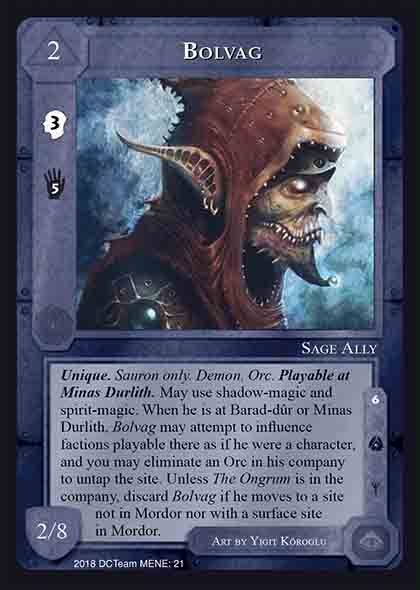 2
BOLVAG
3
5
SAGE ALLY
Unique. Sauron only. Demon. Orc. Playable at
Minas Durlith. May use shadow-magic and
spirit-magic. When he is at Barad-dûr or Minas
Durlith. Bolvag may attempt to influence
factions playable there as if he were a character,
and you may eliminate an Orc in his company
to untap the site. Unless The Ongrum is in the
company, discard Bolvag if he moves to a site
not in Mordor nor with a surface site
in Mordor.
6
2/8
ART BY YIGIT KÖROGLU
2018 DCTeam MENE: 21